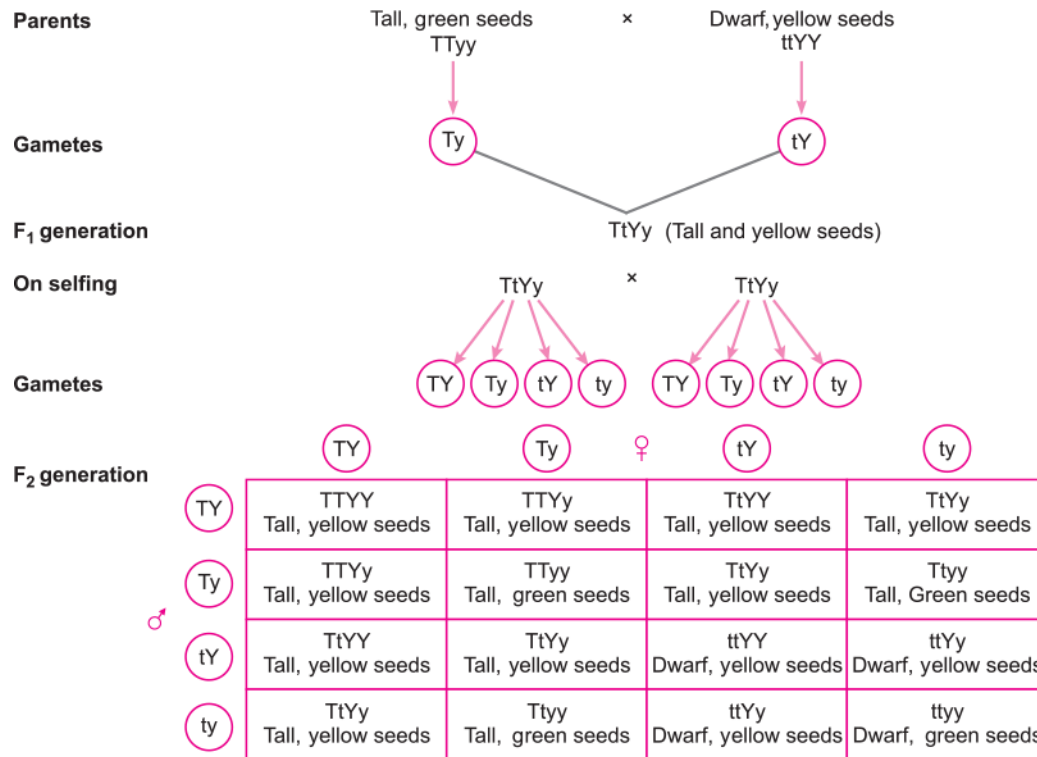 Parents
Tall, green seeds × Dwarf, yellow seeds
TTyy ttYY
Gametes
Ty tY
F₁ generation
TtYy (Tall and yellow seeds)
On selfing
TtYy × TtYy
Gametes
TY Ty tY ty TY Ty tY ty
F₂ generation
TY Ty ♀ tY ty
♂
TY
TTYY TTYy TtYY TtYy
Tall, yellow seeds Tall, yellow seeds Tall, yellow seeds Tall, yellow seeds
Ty
TTYy TTyy TtYy Ttyy
Tall, yellow seeds Tall, green seeds Tall, yellow seeds Tall, Green seeds
tY
TtYY TtYy ttYY ttYy
Tall, yellow seeds Tall, yellow seeds Dwarf, yellow seeds Dwarf, yellow seeds
ty
TtYy Ttyy ttYy ttyy
Tall, yellow seeds Tall, green seeds Dwarf, yellow seeds Dwarf, green seeds